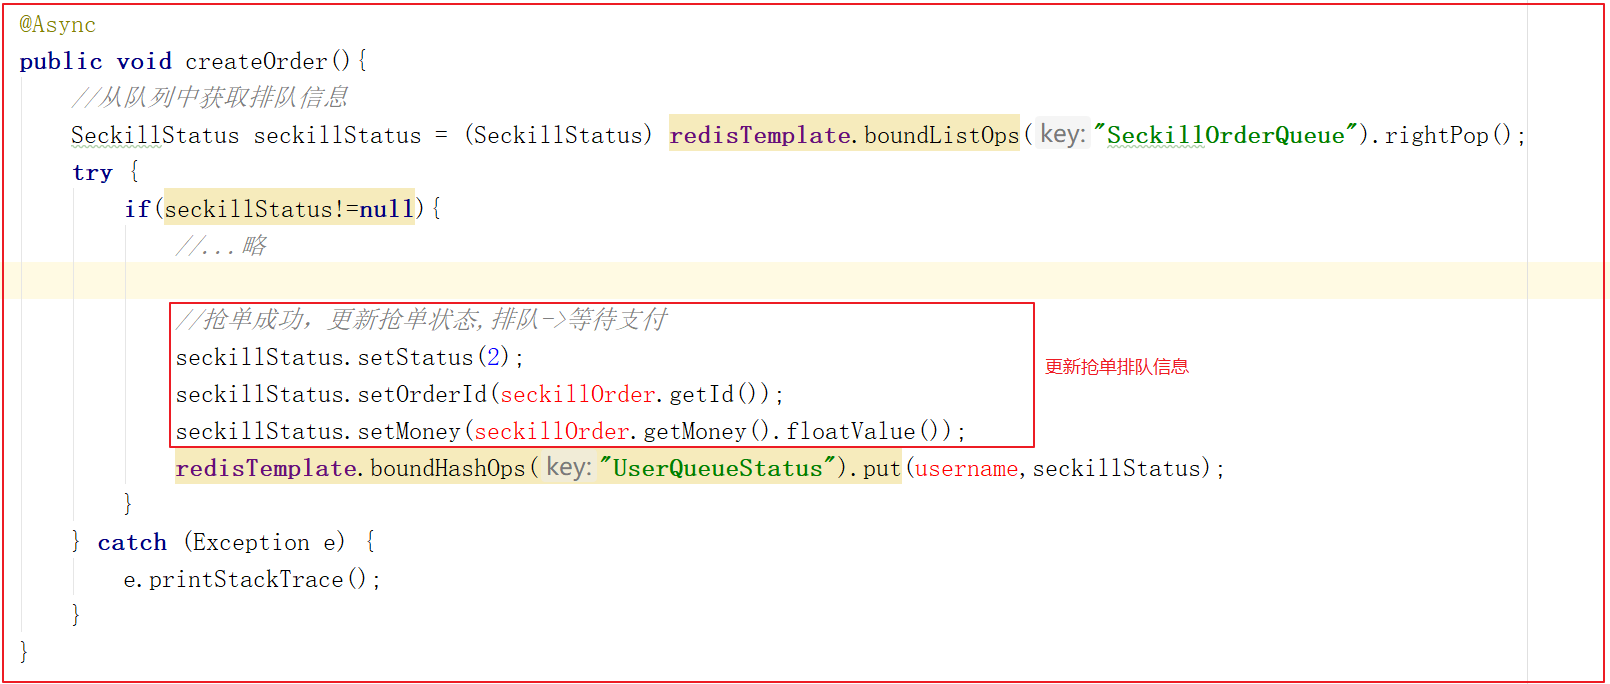 @Async
public void createOrder(){
//从队列中获取排队信息
SeckillStatus seckillStatus = (SeckillStatus) redisTemplate.boundListOps( key: "SeckillOrderQueue").rightPop();
try {
if(seckillStatus!=null){
//...略
//抢单成功，更新抢单状态,排队->等待支付
seckillStatus.setStatus(2);
seckillStatus.setOrderId(seckillOrder.getId());
更新抢单排队信息
seckillStatus.setMoney(seckillOrder.getMoney().floatValue());
redisTemplate.boundHashOps( key: "UserQueueStatus").put(username,seckillStatus);
}
} catch (Exception e) {
e.printStackTrace();
}
}